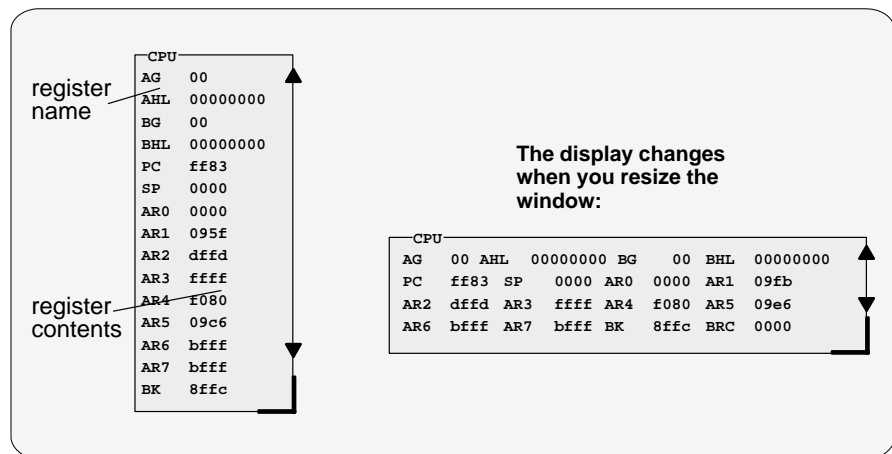 CPU
AG 00
AHL 00000000
BG 00
BHL 00000000
PC ff83
SP 0000
AR0 0000
AR1 095f
AR2 dffd
AR3 ffff
AR4 f080
AR5 09c6
AR6 bfff
AR7 bfff
BK 8ffc
register
name
register
contents
The display changes
when you resize the
window:
CPU
AG 00 AHL 00000000 BG 00 BHL 00000000
PC ff83 SP 0000 AR0 0000 AR1 09fb
AR2 dffd AR3 ffff AR4 f080 AR5 09e6
AR6 bfff AR7 bfff BK 8ffc BRC 0000